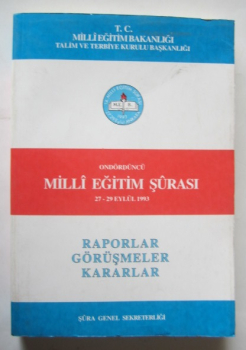 T. C.
MİLLÎ EĞİTİM BAKANLIĞI
TALİM VE TERBİYE KURULU BAŞKANLIĞI
ONDÖRDÜNCÜ
MİLLÎ EĞİTİM ŞÛRASI
27 - 29 EYLÜL 1993
RAPORLAR
GÖRÜŞMELER
KARARLAR
ŞÛRA GENEL SEKRETERLİĞİ